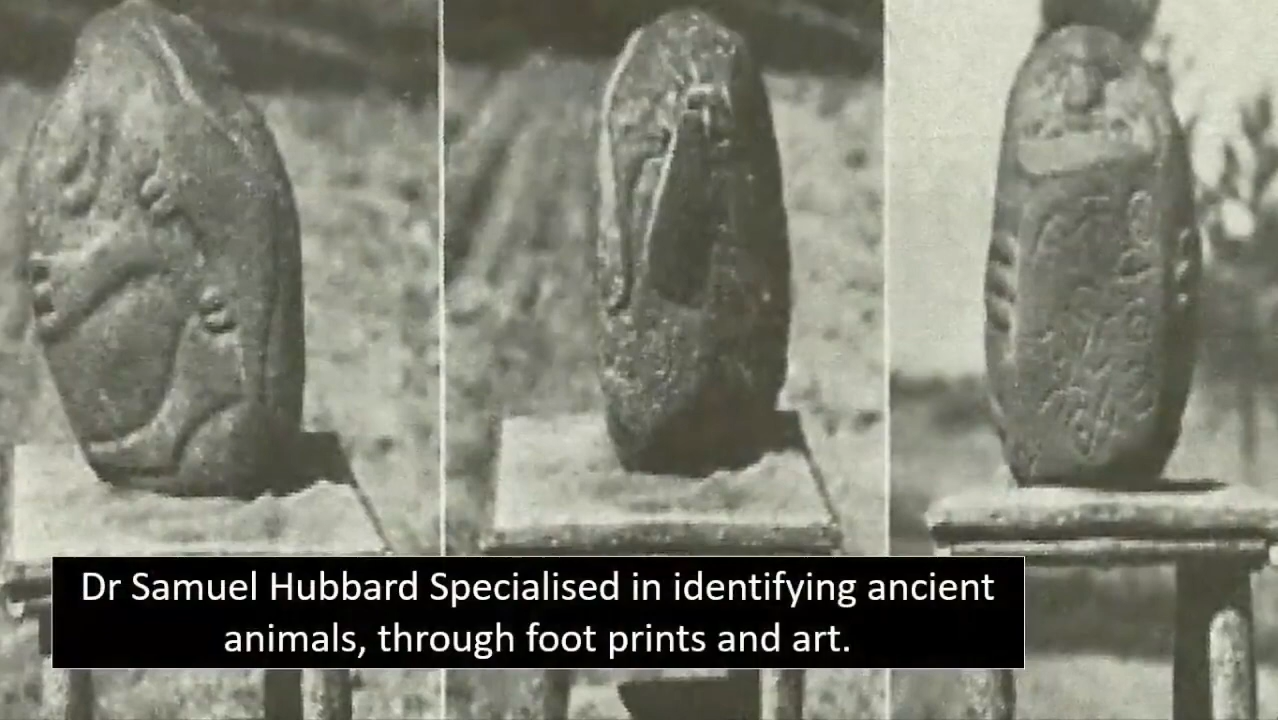 Dr Samuel Hubbard Specialised in identifying ancient
animals, through foot prints and art.